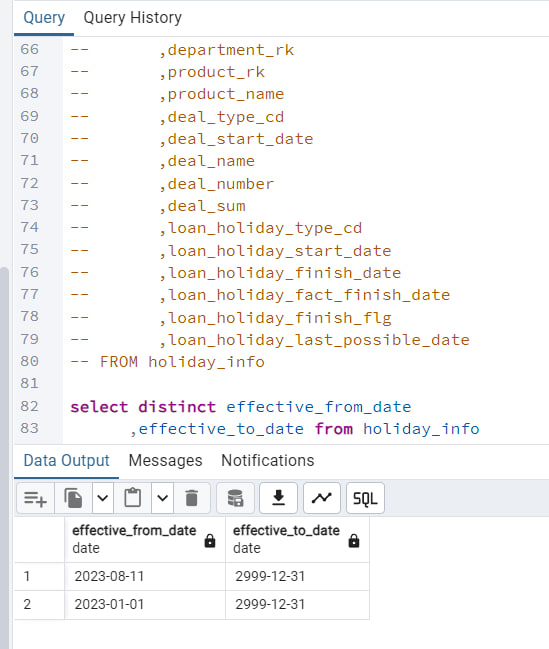 Query Query History
66 -- ,department_rk
67 -- ,product_rk
68 -- ,product_name
69 -- ,deal_type_cd
70 -- ,deal_start_date
71 -- ,deal_name
72 -- ,deal_number
73 -- ,deal_sum
74 -- ,loan_holiday_type_cd
75 -- ,loan_holiday_start_date
76 -- ,loan_holiday_finish_date
77 -- ,loan_holiday_fact_finish_date
78 -- ,loan_holiday_finish_flg
79 -- ,loan_holiday_last_possible_date
80 -- FROM holiday_info
81
82 select distinct effective_from_date
83 ,effective_to_date from holiday_info
Data Output Messages Notifications
SQL
effective_from_date effective_to_date
date date
1 2023-08-11 2999-12-31
2 2023-01-01 2999-12-31